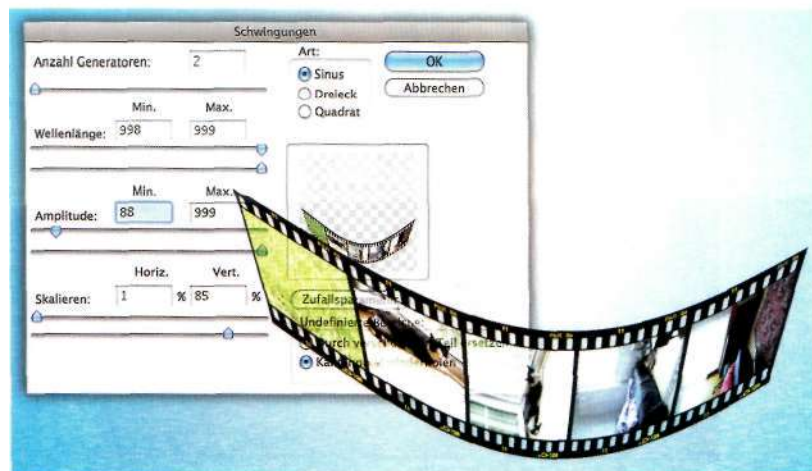 Schwingungen
Anzahl Generatoren: 2
Min. Max.
Wellenlänge: 998 999
Min. Max.
Amplitude: 88 999
Horiz. Vert.
Skalieren: 1 % 85 %
Art:
Sinus
Dreieck
Quadrat
OK
Abbrechen